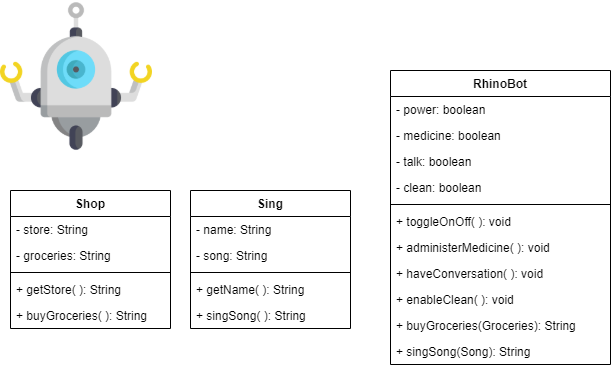 Shop
- store: String
- groceries: String
+ getStore( ): String
+ buyGroceries( ): String
Sing
- name: String
- song: String
+ getName( ): String
+ singSong( ): String
RhinoBot
- power: boolean
- medicine: boolean
- talk: boolean
- clean: boolean
+ toggleOnOff( ): void
+ administerMedicine( ): void
+ haveConversation( ): void
+ enableClean( ): void
+ buyGroceries(Groceries): String
+ singSong(Song): String